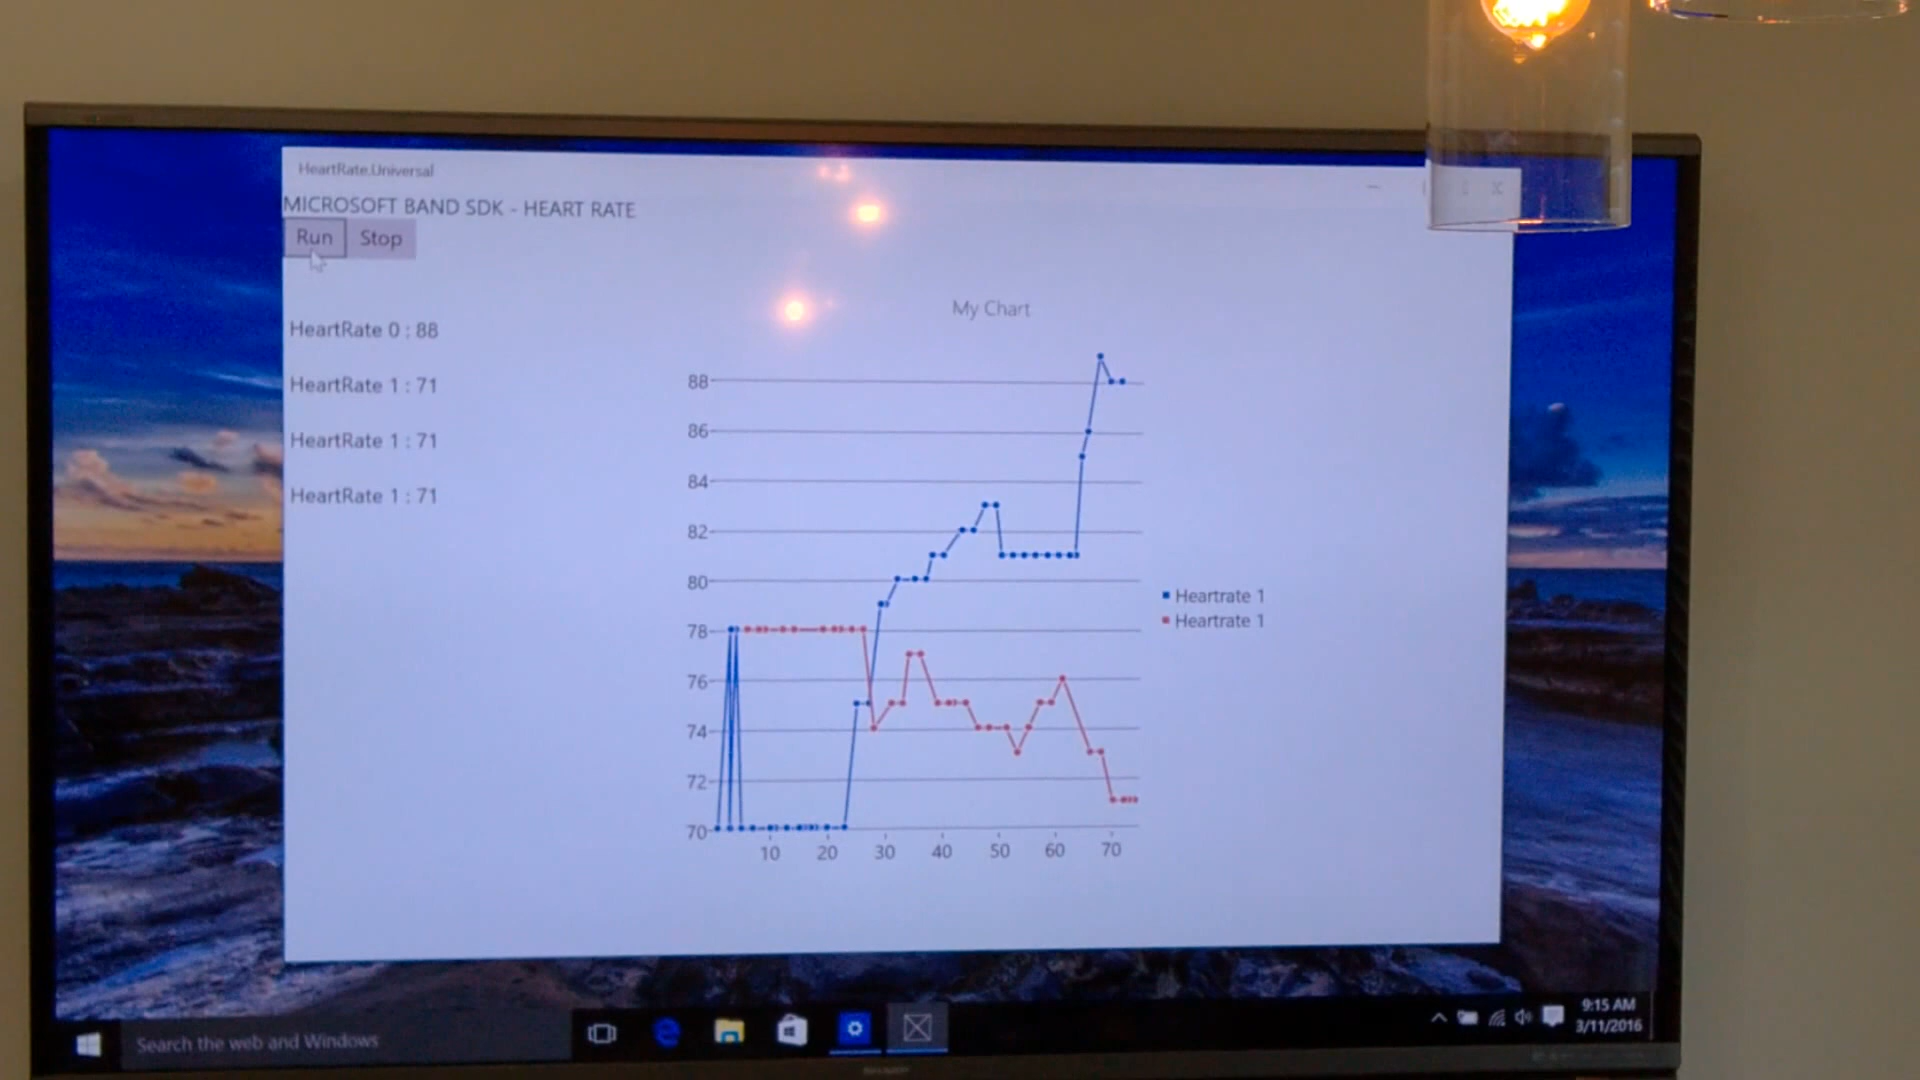 HeartRate.Universal
MICROSOFT BAND SDK - HEART RATE
Run Stop
HeartRate 0 : 88
HeartRate 1 : 71
HeartRate 1 : 71
HeartRate 1 : 71
My Chart
88
86
84
82
80
78
76
74
72
70
10 20 30 40 50 60 70
Heartrate 1
Heartrate 1
Search the web and Windows
9:15 AM
3/11/2016